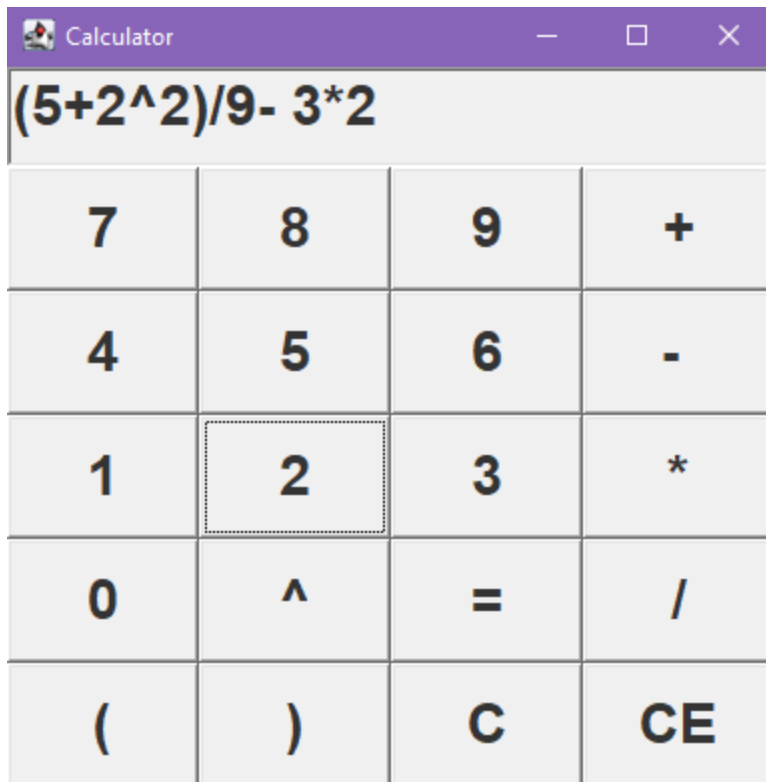 Calculator
(5+2^2)/9- 3*2
7 8 9 +
4 5 6 -
1 2 3 *
0 ^ = /
( ) C CE